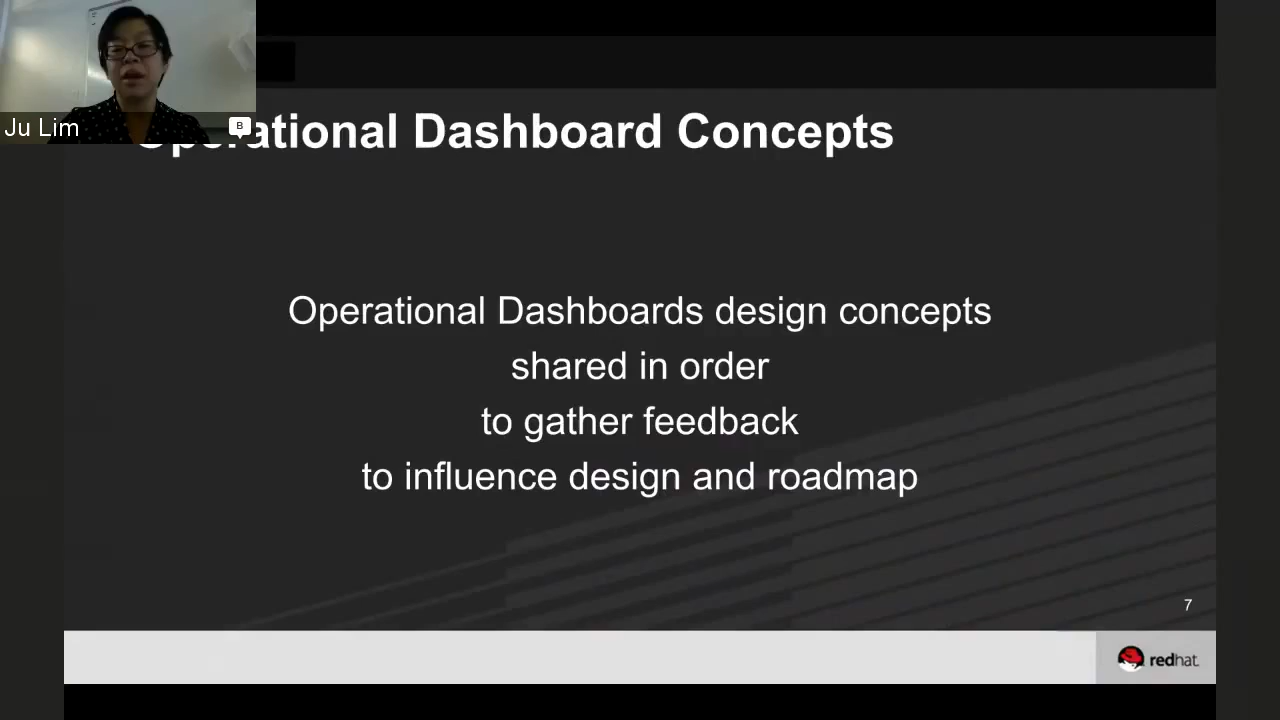 Ju Lim
B
Operational Dashboard Concepts
Operational Dashboards design concepts
shared in order
to gather feedback
to influence design and roadmap
7
redhat.